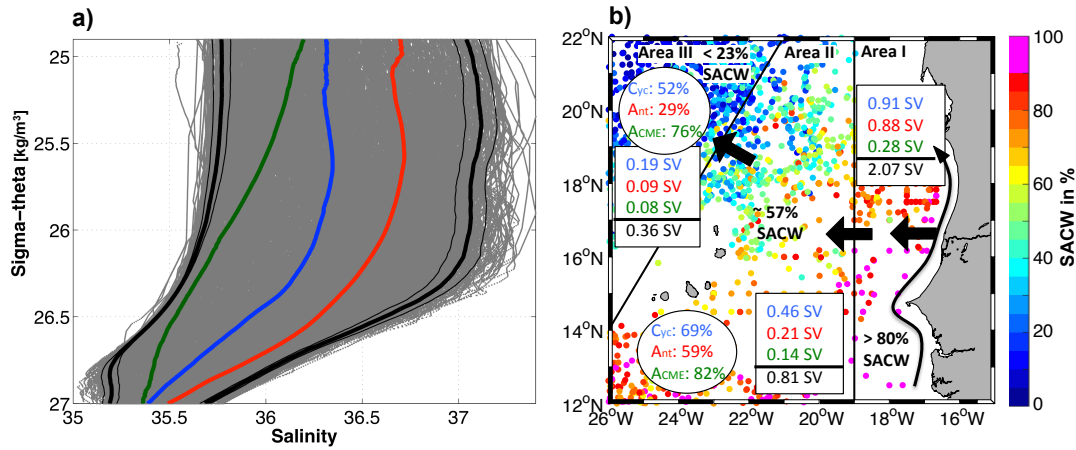 a)
25
25.5
26
26.5
27
Sigma-theta [kg/m³]
35
35.5
36
36.5
37
Salinity
b)
22°N
20°N
18°N
16°N
14°N
12°N
26°W
24°W
22°W
20°W
18°W
16°W
Area III
< 23%
SACW
Area II
Area I
Cyc: 52%
Ant: 29%
ACME: 76%
0.19 SV
0.09 SV
0.08 SV
0.36 SV
0.91 SV
0.88 SV
0.28 SV
2.07 SV
~ 57%
SACW
Cyc: 69%
Ant: 59%
ACME: 82%
0.46 SV
0.21 SV
0.14 SV
0.81 SV
> 80%
SACW
100
90
80
70
60
50
40
30
20
10
0
SACW in %